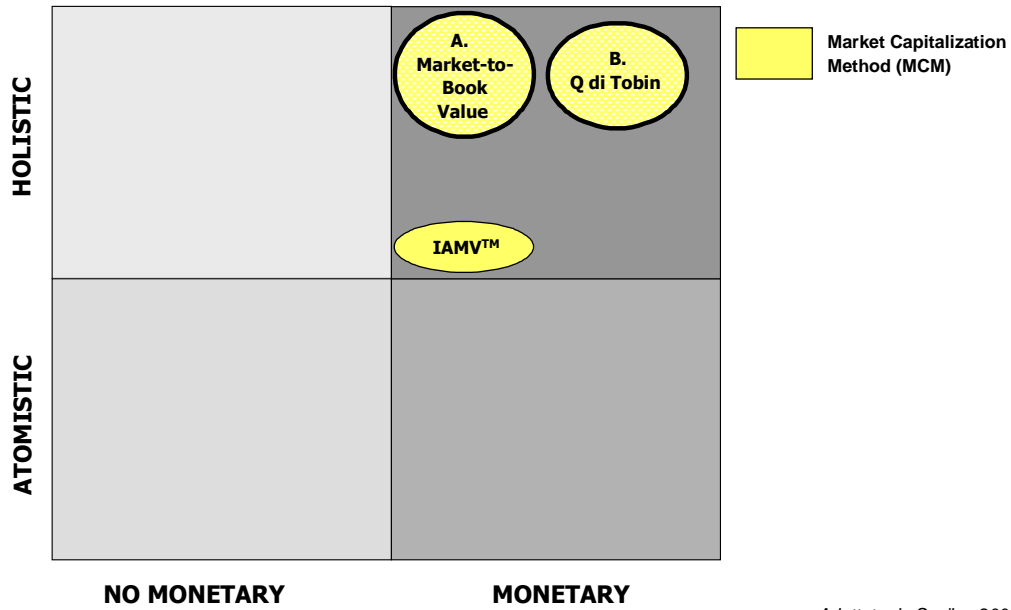 A.
Market-to-
Book
Value
B.
Q di Tobin
Market Capitalization
Method (MCM)
HOLISTIC
IAMV™
ATOMISTIC
NO MONETARY
MONETARY